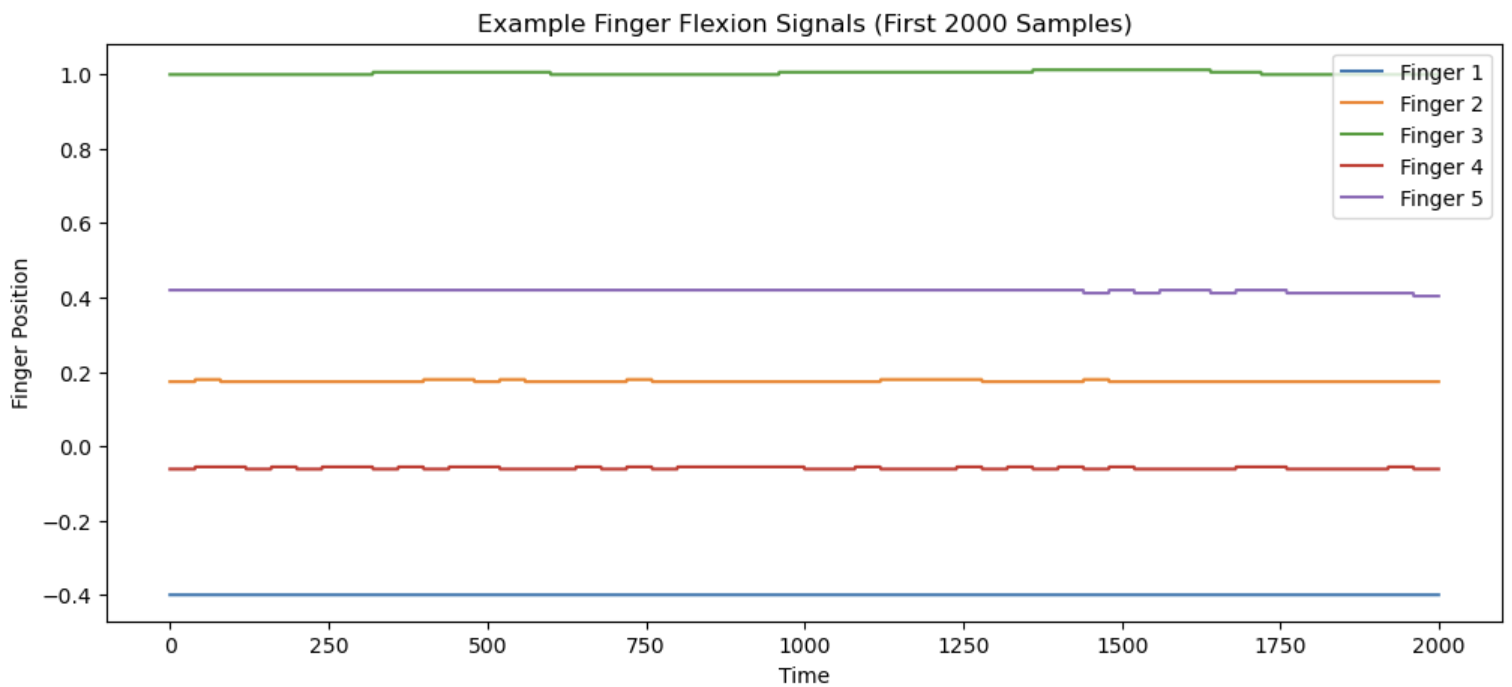 Example Finger Flexion Signals (First 2000 Samples)
Finger Position
1.0
0.8
0.6
0.4
0.2
0.0
−0.2
−0.4
Finger 1
Finger 2
Finger 3
Finger 4
Finger 5
0 250 500 750 1000 1250 1500 1750 2000
Time